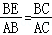 BE/AB = BC/AC